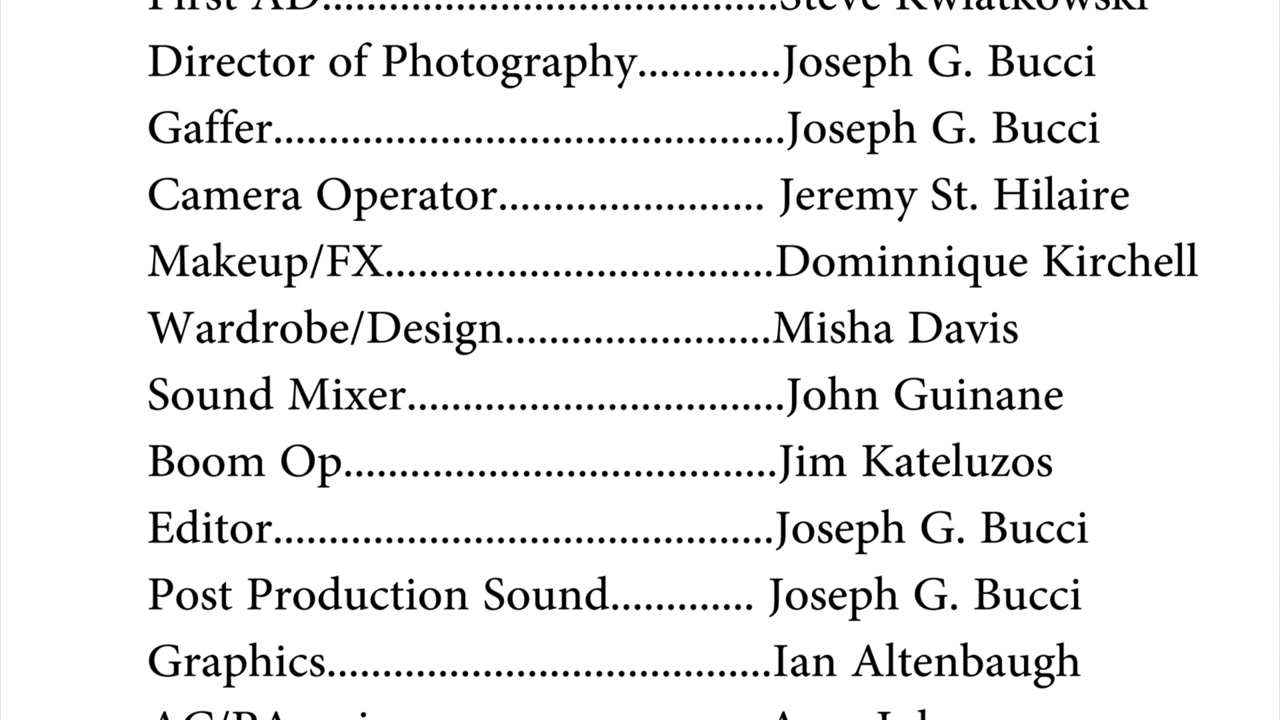 First AD.........................................Steve Kwiatkowski
Director of Photography.............Joseph G. Bucci
Gaffer..............................................Joseph G. Bucci
Camera Operator........................ Jeremy St. Hilaire
Makeup/FX...................................Dominnique Kirchell
Wardrobe/Design........................Misha Davis
Sound Mixer..................................John Guinane
Boom Op.......................................Jim Kateluzos
Editor.............................................Joseph G. Bucci
Post Production Sound............. Joseph G. Bucci
Graphics........................................Ian Altenbaugh